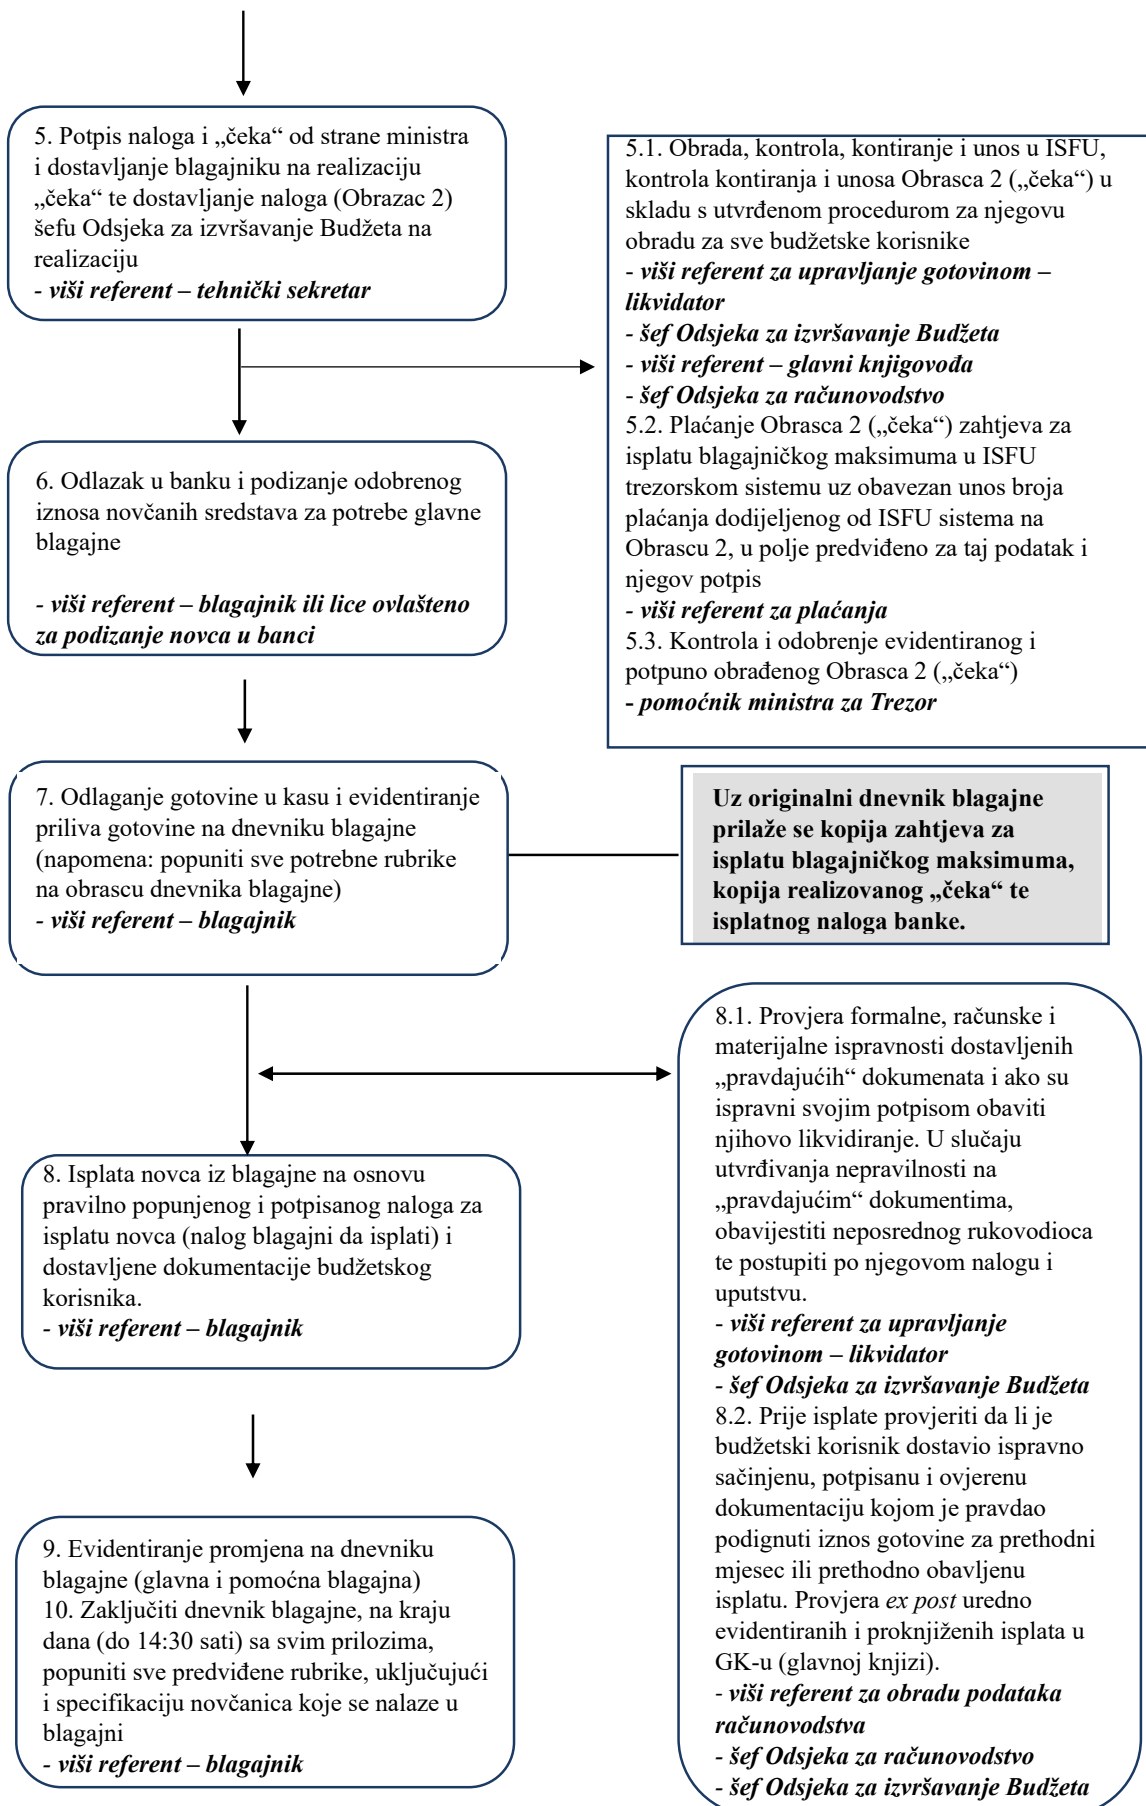 5. Potpis naloga i „čeka“ od strane ministra
i dostavljanje blagajniku na realizaciju
„čeka“ te dostavljanje naloga (Obrazac 2)
šefu Odsjeka za izvršavanje Budžeta na
realizaciju
- viši referent – tehnički sekretar
5.1. Obrada, kontrola, kontiranje i unos u ISFU,
kontrola kontiranja i unosa Obrasca 2 („čeka“) u
skladu s utvrđenom procedurom za njegovu
obradu za sve budžetske korisnike
- viši referent za upravljanje gotovinom –
likvidator
- šef Odsjeka za izvršavanje Budžeta
- viši referent – glavni knjigovođa
- šef Odsjeka za računovodstvo
5.2. Plaćanje Obrasca 2 („čeka“) zahtjeva za
isplatu blagajničkog maksimuma u ISFU
trezorskom sistemu uz obavezan unos broja
plaćanja dodijeljenog od ISFU sistema na
Obrascu 2, u polje predviđeno za taj podatak i
njegov potpis
- viši referent za plaćanja
5.3. Kontrola i odobrenje evidentiranog i
potpuno obrađenog Obrasca 2 („čeka“)
- pomoćnik ministra za Trezor
6. Odlazak u banku i podizanje odobrenog
iznosa novčanih sredstava za potrebe glavne
blagajne
- viši referent – blagajnik ili lice ovlašteno
za podizanje novca u banci
7. Odlaganje gotovine u kasu i evidentiranje
priliva gotovine na dnevniku blagajne
(napomena: popuniti sve potrebne rubrike
na obrascu dnevnika blagajne)
- viši referent – blagajnik
Uz originalni dnevnik blagajne
prilaže se kopija zahtjeva za
isplatu blagajničkog maksimuma,
kopija realizovanog „čeka“ te
isplatnog naloga banke.
8. Isplata novca iz blagajne na osnovu
pravilno popunjenog i potpisanog naloga za
isplatu novca (nalog blagajni da isplati) i
dostavljene dokumentacije budžetskog
korisnika.
- viši referent – blagajnik
8.1. Provjera formalne, računske i
materijalne ispravnosti dostavljenih
„pravdajućih“ dokumenata i ako su
ispravni svojim potpisom obaviti
njihovo likvidiranje. U slučaju
utvrđivanja nepravilnosti na
„pravdajućim“ dokumentima,
obavijestiti neposrednog rukovodioca
te postupiti po njegovom nalogu i
uputstvu.
- viši referent za upravljanje
gotovinom – likvidator
- šef Odsjeka za izvršavanje Budžeta
8.2. Prije isplate provjeriti da li je
budžetski korisnik dostavio ispravno
sačinjenu, potpisanu i ovjerenu
dokumentaciju kojom je pravdao
podignuti iznos gotovine za prethodni
mjesec ili prethodno obavljenu
isplatu. Provjera ex post uredno
evidentiranih i proknjiženih isplata u
GK-u (glavnoj knjizi).
- viši referent za obradu podataka
računovodstva
- šef Odsjeka za računovodstvo
- šef Odsjeka za izvršavanje Budžeta
9. Evidentiranje promjena na dnevniku
blagajne (glavna i pomoćna blagajna)
10. Zaključiti dnevnik blagajne, na kraju
dana (do 14:30 sati) sa svim prilozima,
popuniti sve predviđene rubrike, uključujući
i specifikaciju novčanica koje se nalaze u
blagajni
- viši referent – blagajnik